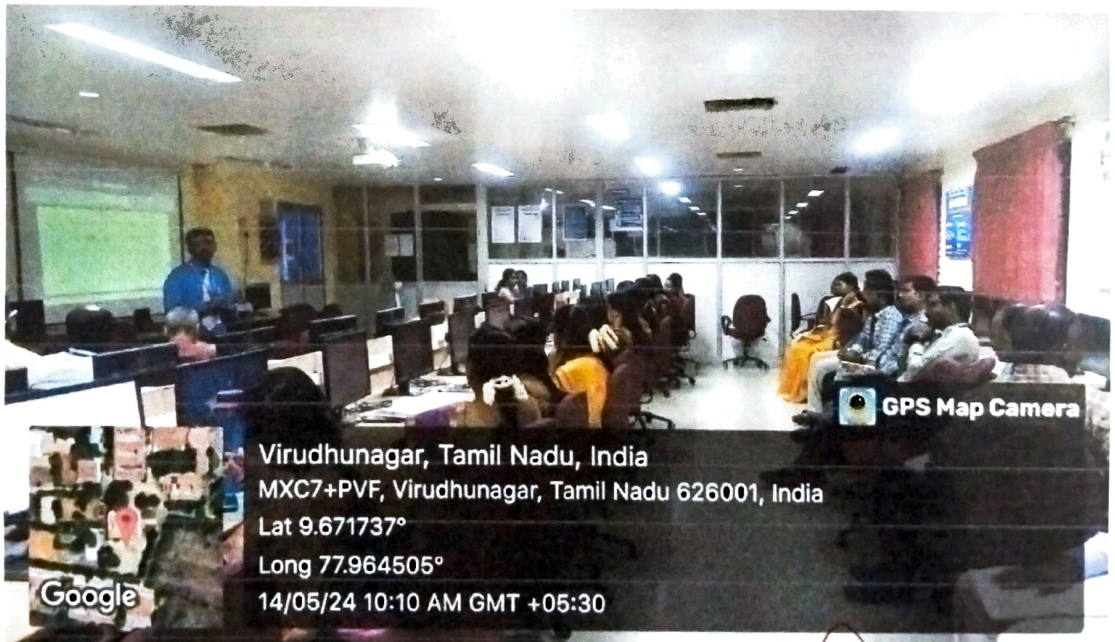 GPS Map Camera
Virudhunagar, Tamil Nadu, India
MXC7+PVF, Virudhunagar, Tamil Nadu 626001, India
Lat 9.671737°
Long 77.964505°
14/05/24 10:10 AM GMT +05:30
Google